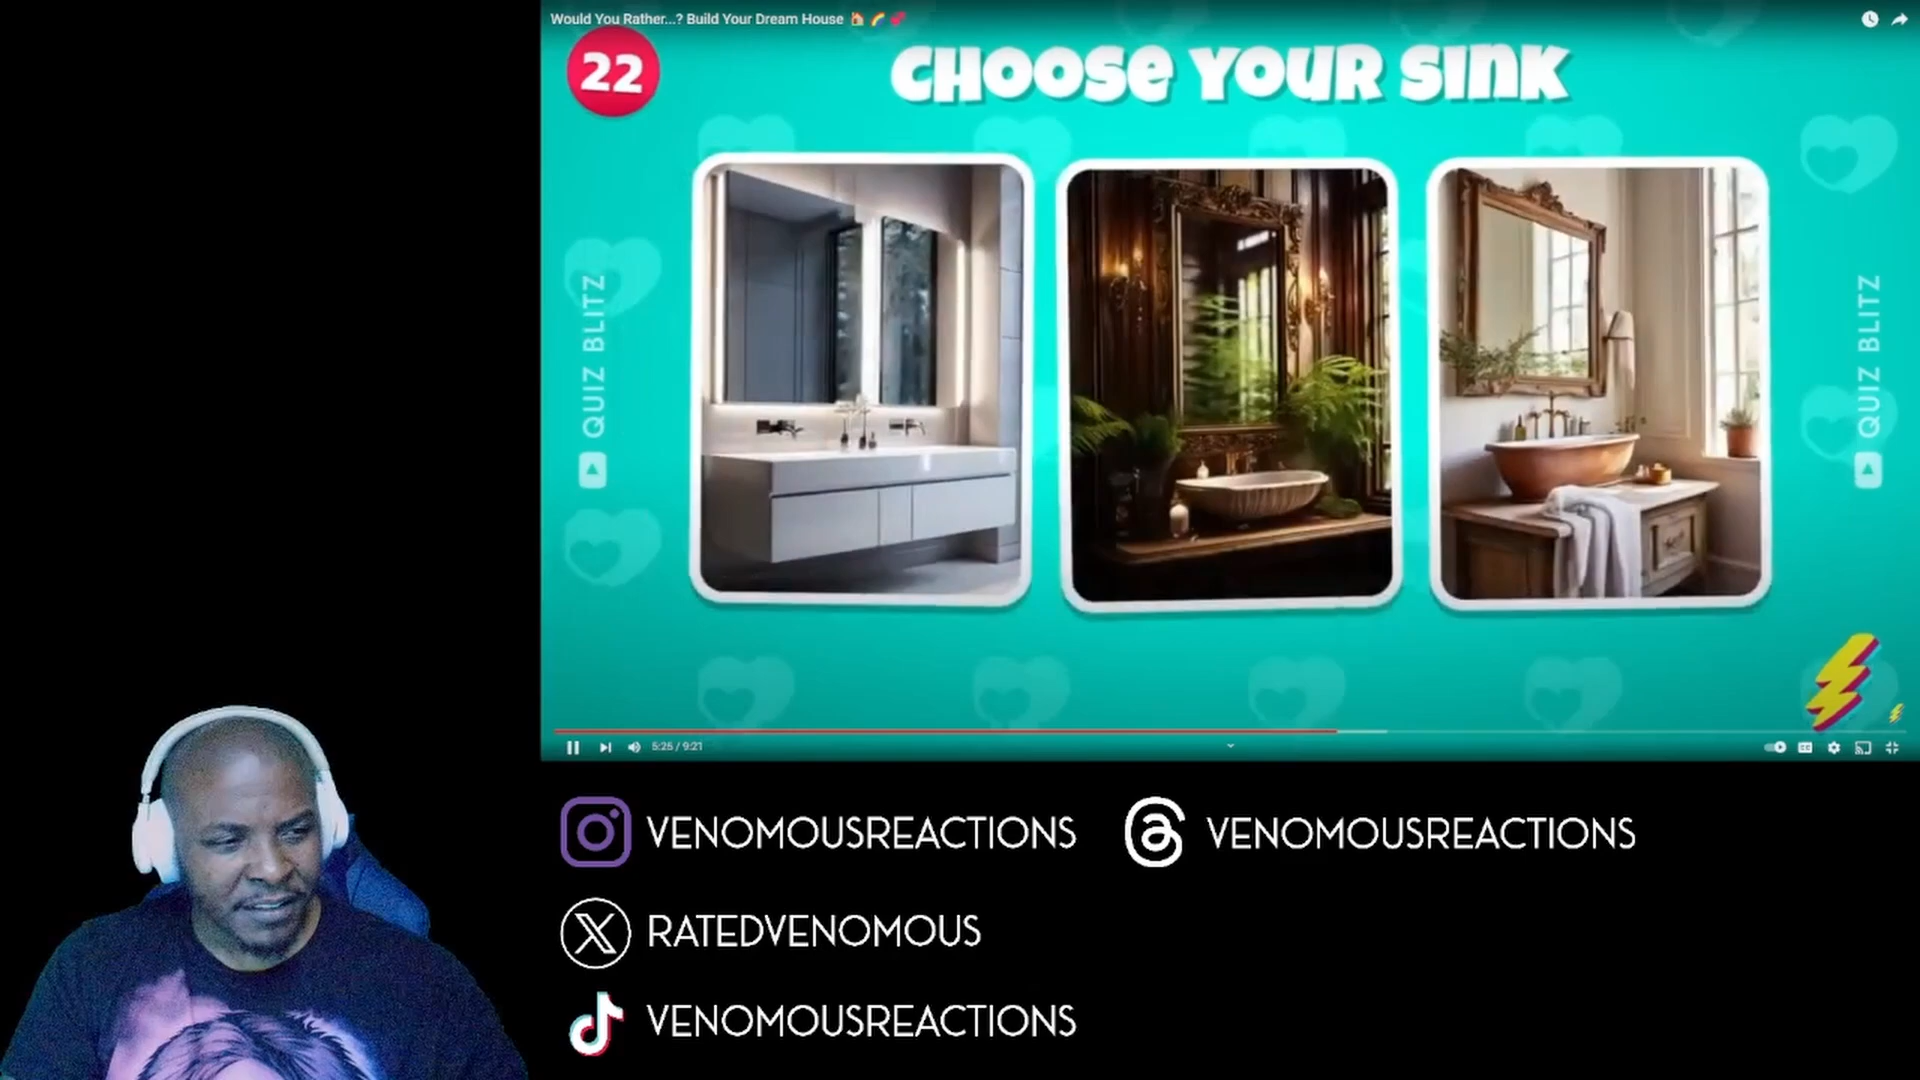 Would You Rather...? Build Your Dream House
22
CHOOSE YOUR SINK
QUIZ BLITZ
QUIZ BLITZ
5:25 / 9:21
VENOMOUSREACTIONS
VENOMOUSREACTIONS
RATEDVENOMOUS
VENOMOUSREACTIONS